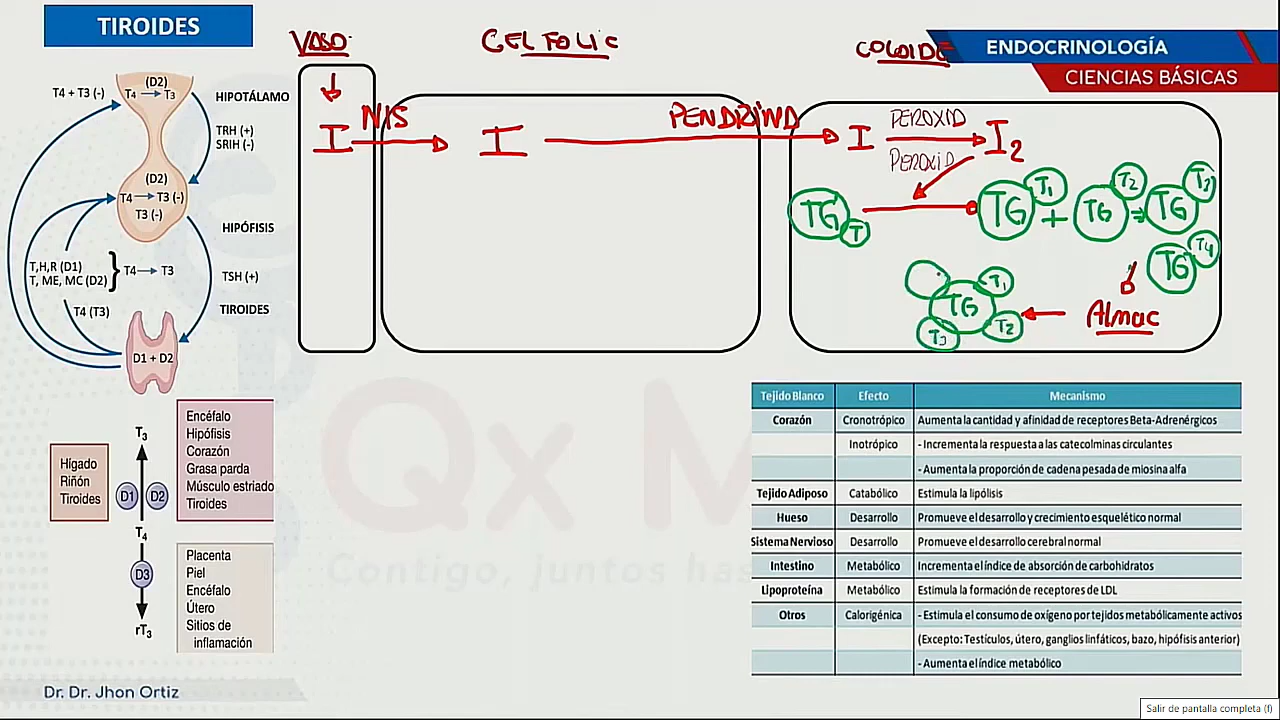 TIROIDES
ENDOCRINOLOGÍA
CIENCIAS BÁSICAS
VASO
CEL FOLIC
COLOIDE
T4 + T3 (-)
(D2)
T4 → T3
HIPOTÁLAMO
TRH (+)
SRIH (-)
(D2)
T4 → T3 (-)
T3 (-)
HIPÓFISIS
T,H,R (D1)
T, ME, MC (D2)
T4 → T3
TSH (+)
T4 (T3)
TIROIDES
D1 + D2
I
NIS
I
PENDRIND
I
PEROXID
I2
PEROXID
TG
T
TG
T1
+
TG
T2
TG
T3
TG
T4
Almac
TG
T1
T2
T3
Hígado
Riñón
Tiroides
T3
D1
D2
T4
D3
rT3
Encéfalo
Hipófisis
Corazón
Grasa parda
Músculo estriado
Tiroides
Placenta
Piel
Encéfalo
Útero
Sitios de
inflamación
Qx M
Contigo, juntos has
Tejido Blanco Efecto Mecanismo
Corazón Cronotrópico Aumenta la cantidad y afinidad de receptores Beta-Adrenérgicos
Inotrópico - Incrementa la respuesta a las catecolminas circulantes
- Aumenta la proporción de cadena pesada de miosina alfa
Tejido Adiposo Catabólico Estimula la lipólisis
Hueso Desarrollo Promueve el desarrollo y crecimiento esquelético normal
Sistema Nervioso Desarrollo Promueve el desarrollo cerebral normal
Intestino Metabólico Incrementa el índice de absorción de carbohidratos
Lipoproteína Metabólico Estimula la formación de receptores de LDL
Otros Calorigénica - Estimula el consumo de oxígeno por tejidos metabólicamente activos
(Excepto: Testículos, útero, ganglios linfáticos, bazo, hipófisis anterior)
- Aumenta el índice metabólico
Dr. Dr. Jhon Ortiz
Salir de pantalla completa (f)